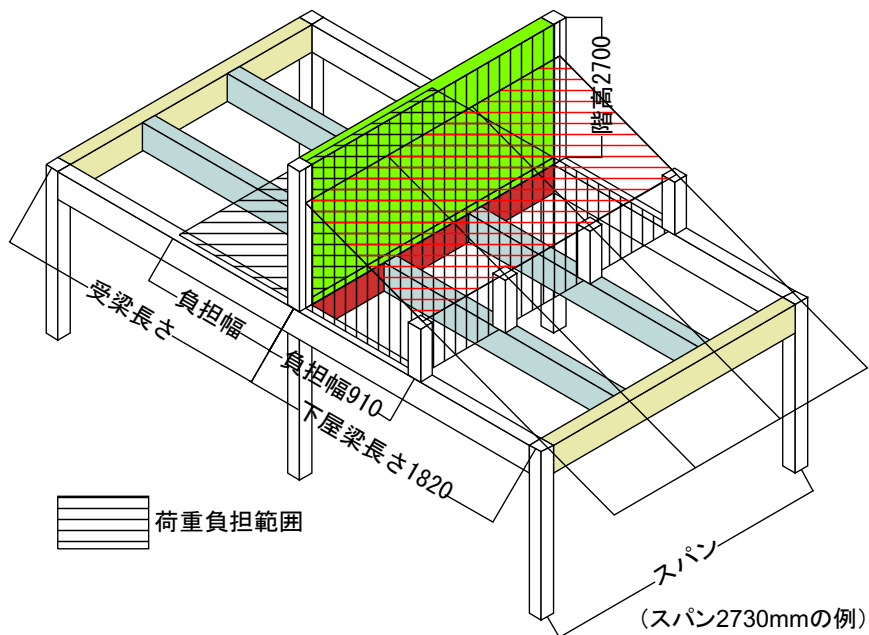 階高2700
負担幅
受梁長さ
負担幅910
下屋梁長さ1820
荷重負担範囲
スパン
（スパン2730mmの例）